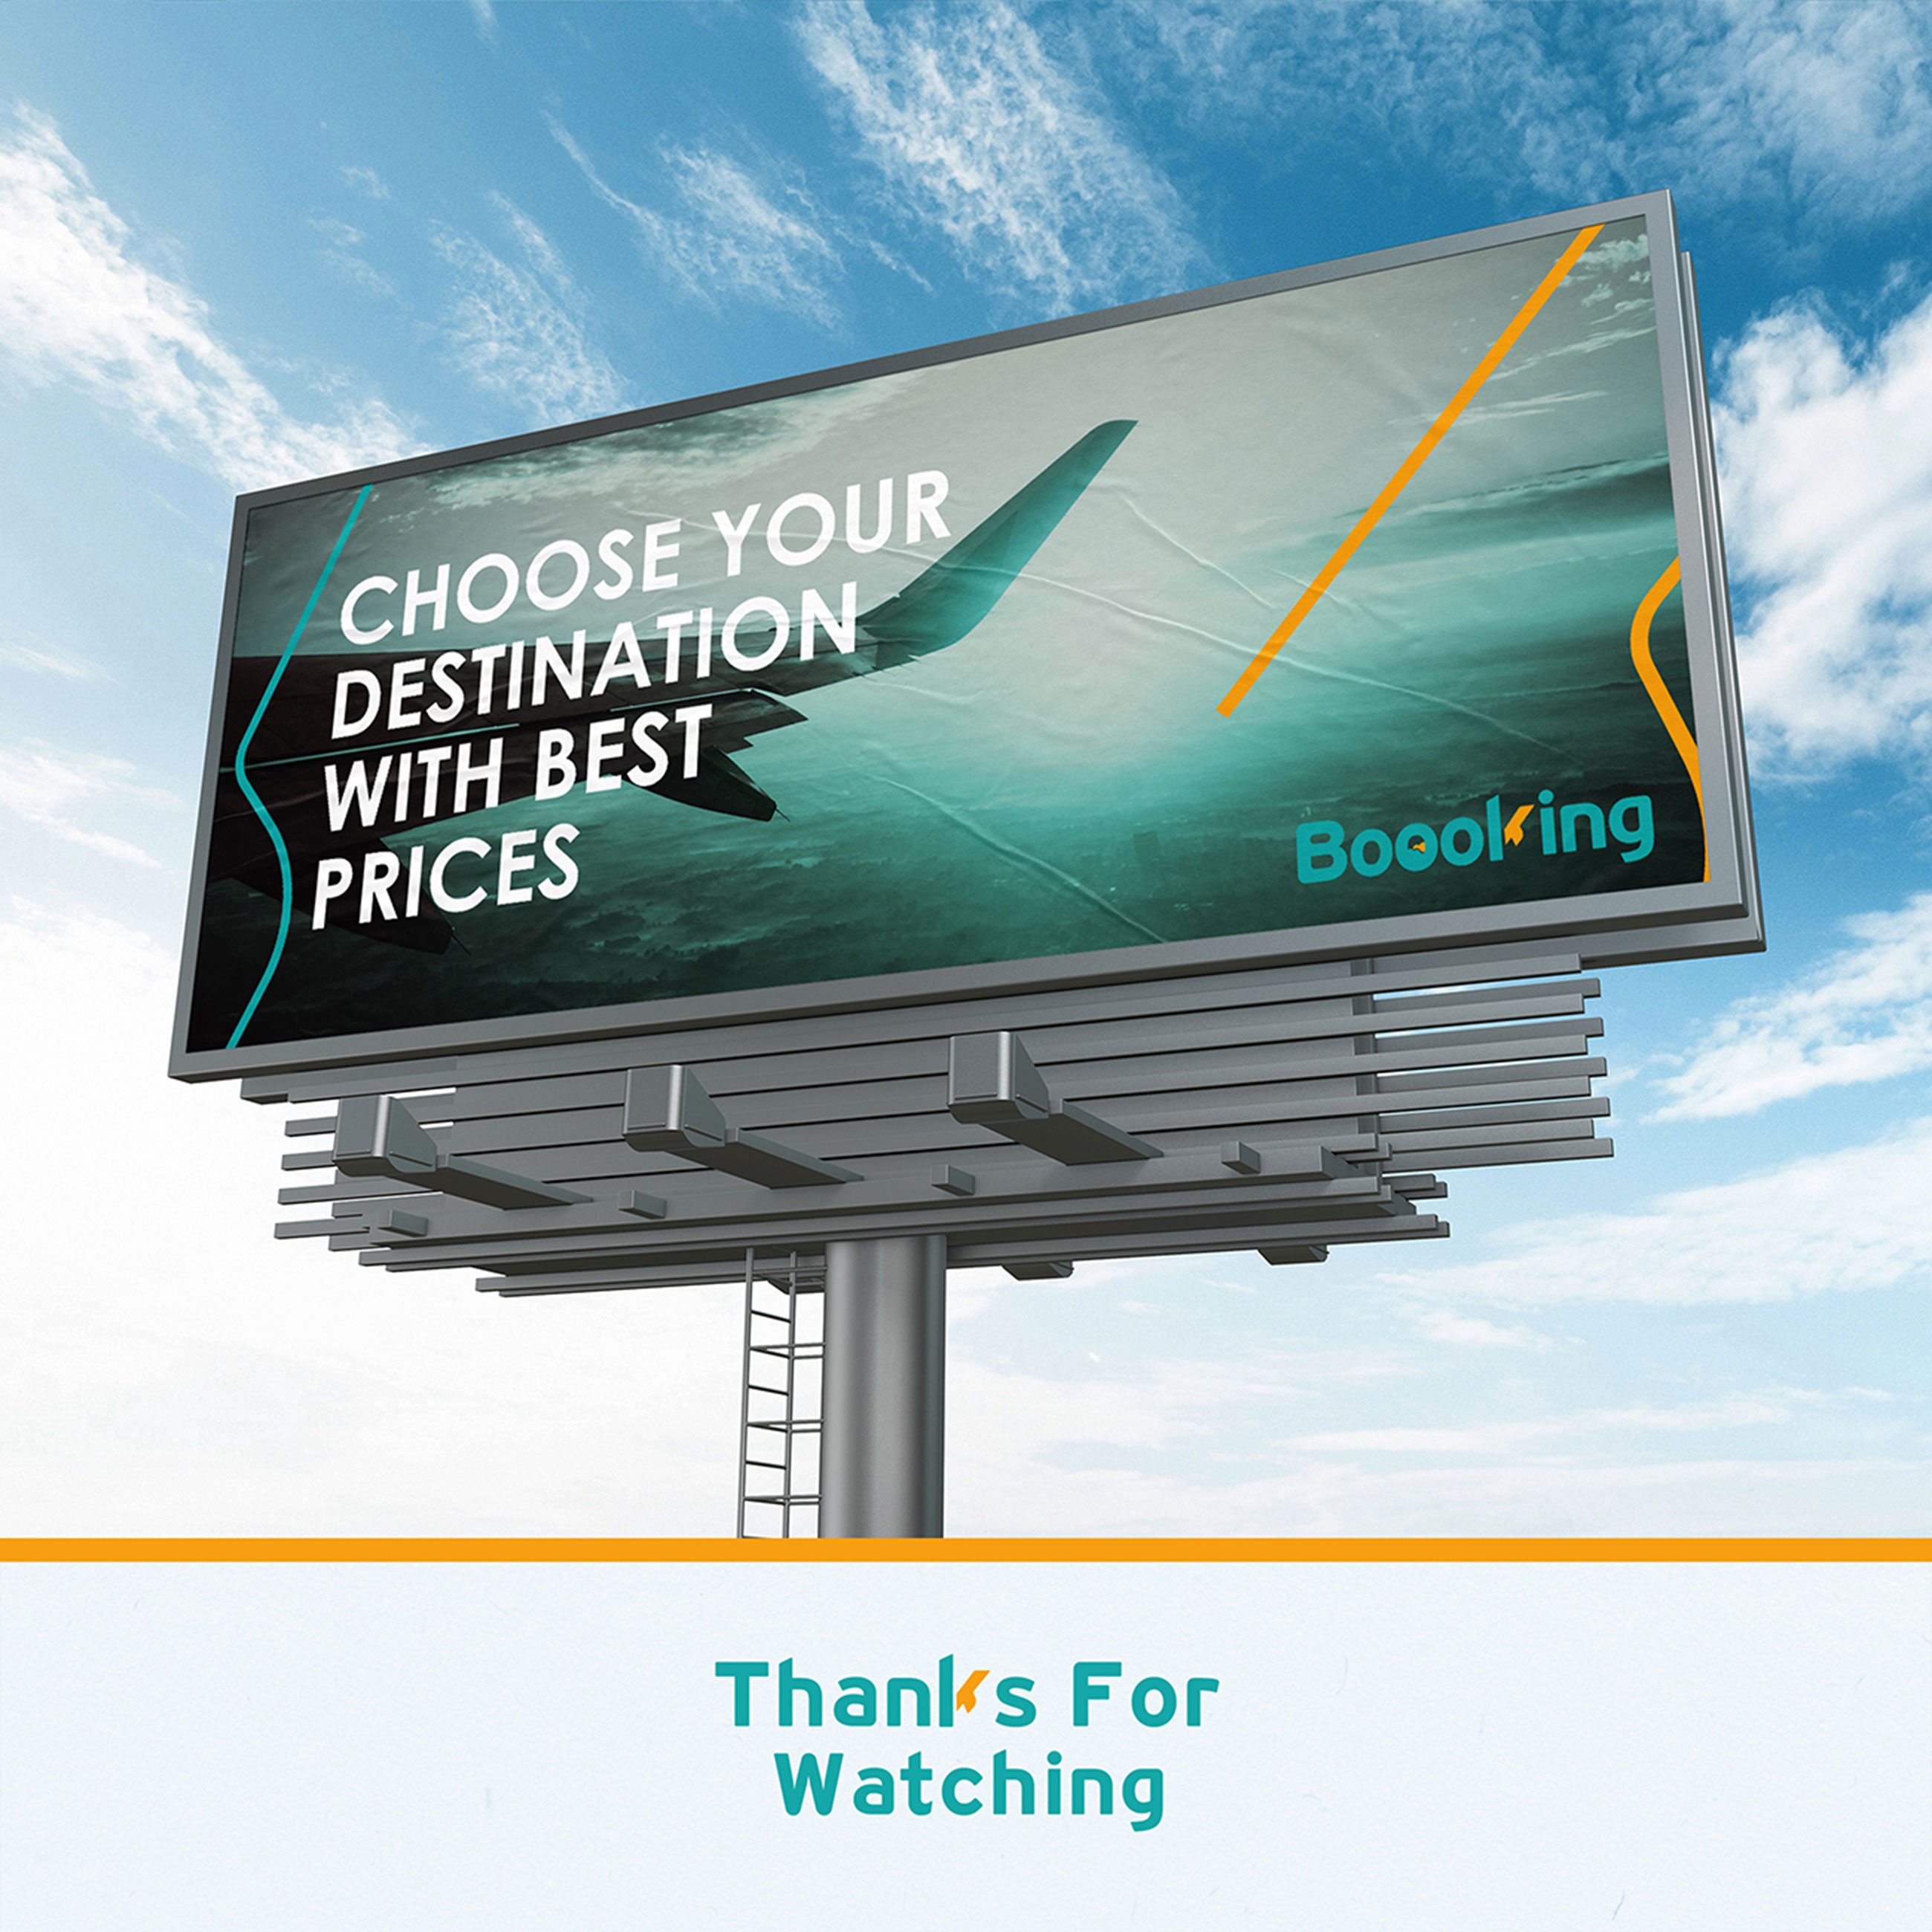 CHOOSE YOUR
DESTINATION
WITH BEST
PRICES
Boooking
Thanks For
Watching